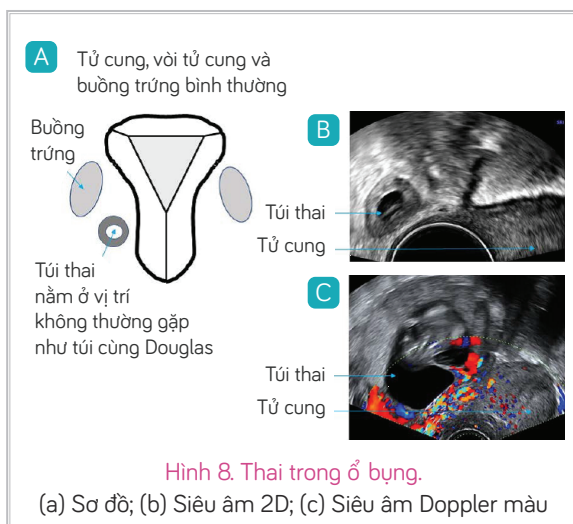 A
Tử cung, vòi tử cung và
buồng trứng bình thường
Buồng
trứng
Túi thai
nằm ở vị trí
không thường gặp
như túi cùng Douglas
B
Túi thai
Tử cung
C
Túi thai
Tử cung
Hình 8. Thai trong ổ bụng.
(a) Sơ đồ; (b) Siêu âm 2D; (c) Siêu âm Doppler màu